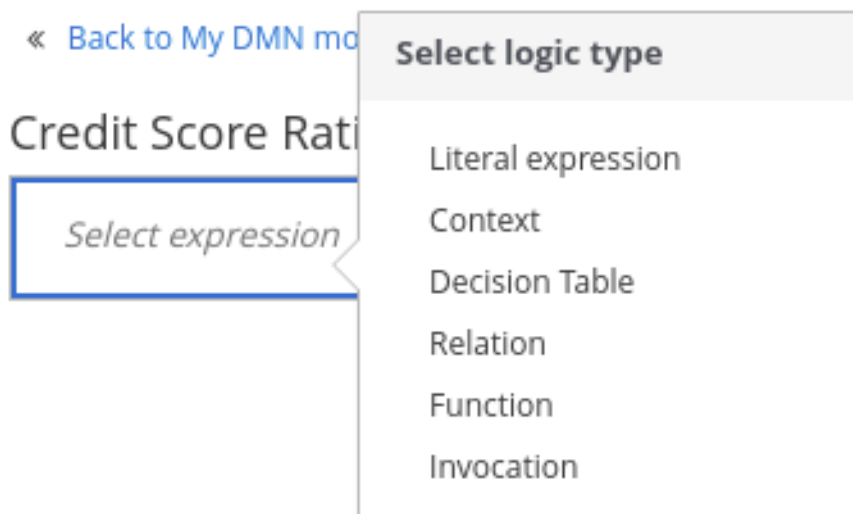 « Back to My DMN mo
Select logic type
Credit Score Rati
Select expression
Literal expression
Context
Decision Table
Relation
Function
Invocation